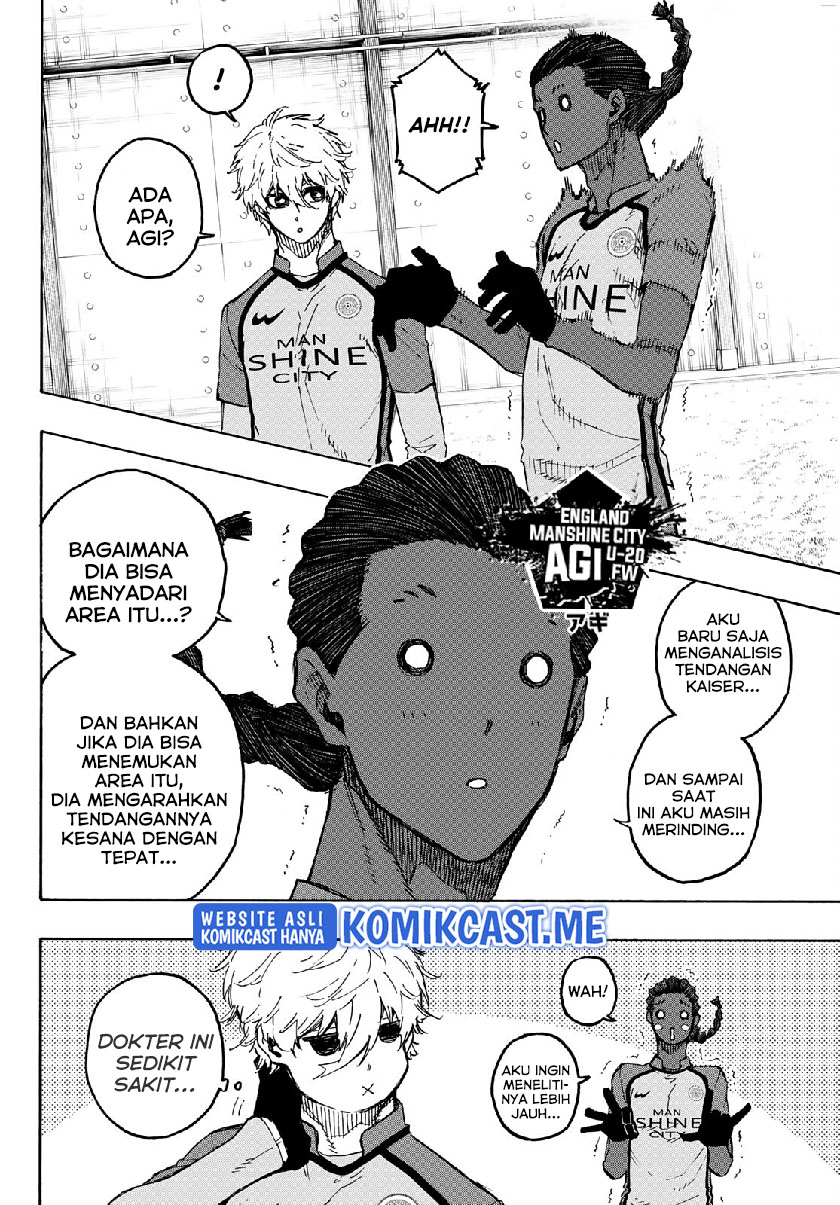 !
AHH!!
ADA
APA,
AGI?
MAN
SHINE
CITY
MAN
HINE
ENGLAND
MANSHINE CITY
AGI U-20
FW
アギ
AKU
BARU SAJA
MENGANALISIS
TENDANGAN
KAISER...
DAN SAMPAI
SAAT
INI AKU MASIH
MERINDING...
BAGAIMANA
DIA BISA
MENYADARI
AREA ITU...?
DAN BAHKAN
JIKA DIA BISA
MENEMUKAN
AREA ITU,
DIA MENGARAHKAN
TENDANGANNYA
KESANA DENGAN
TEPAT...
WEBSITE ASLI
KOMIKCAST HANYA
KOMIKCAST.ME
WAH!
AKU INGIN
MENELITI-
NYA LEBIH
JAUH...
MAN
SHINE
CITY
DOKTER INI
SEDIKIT
SAKIT...